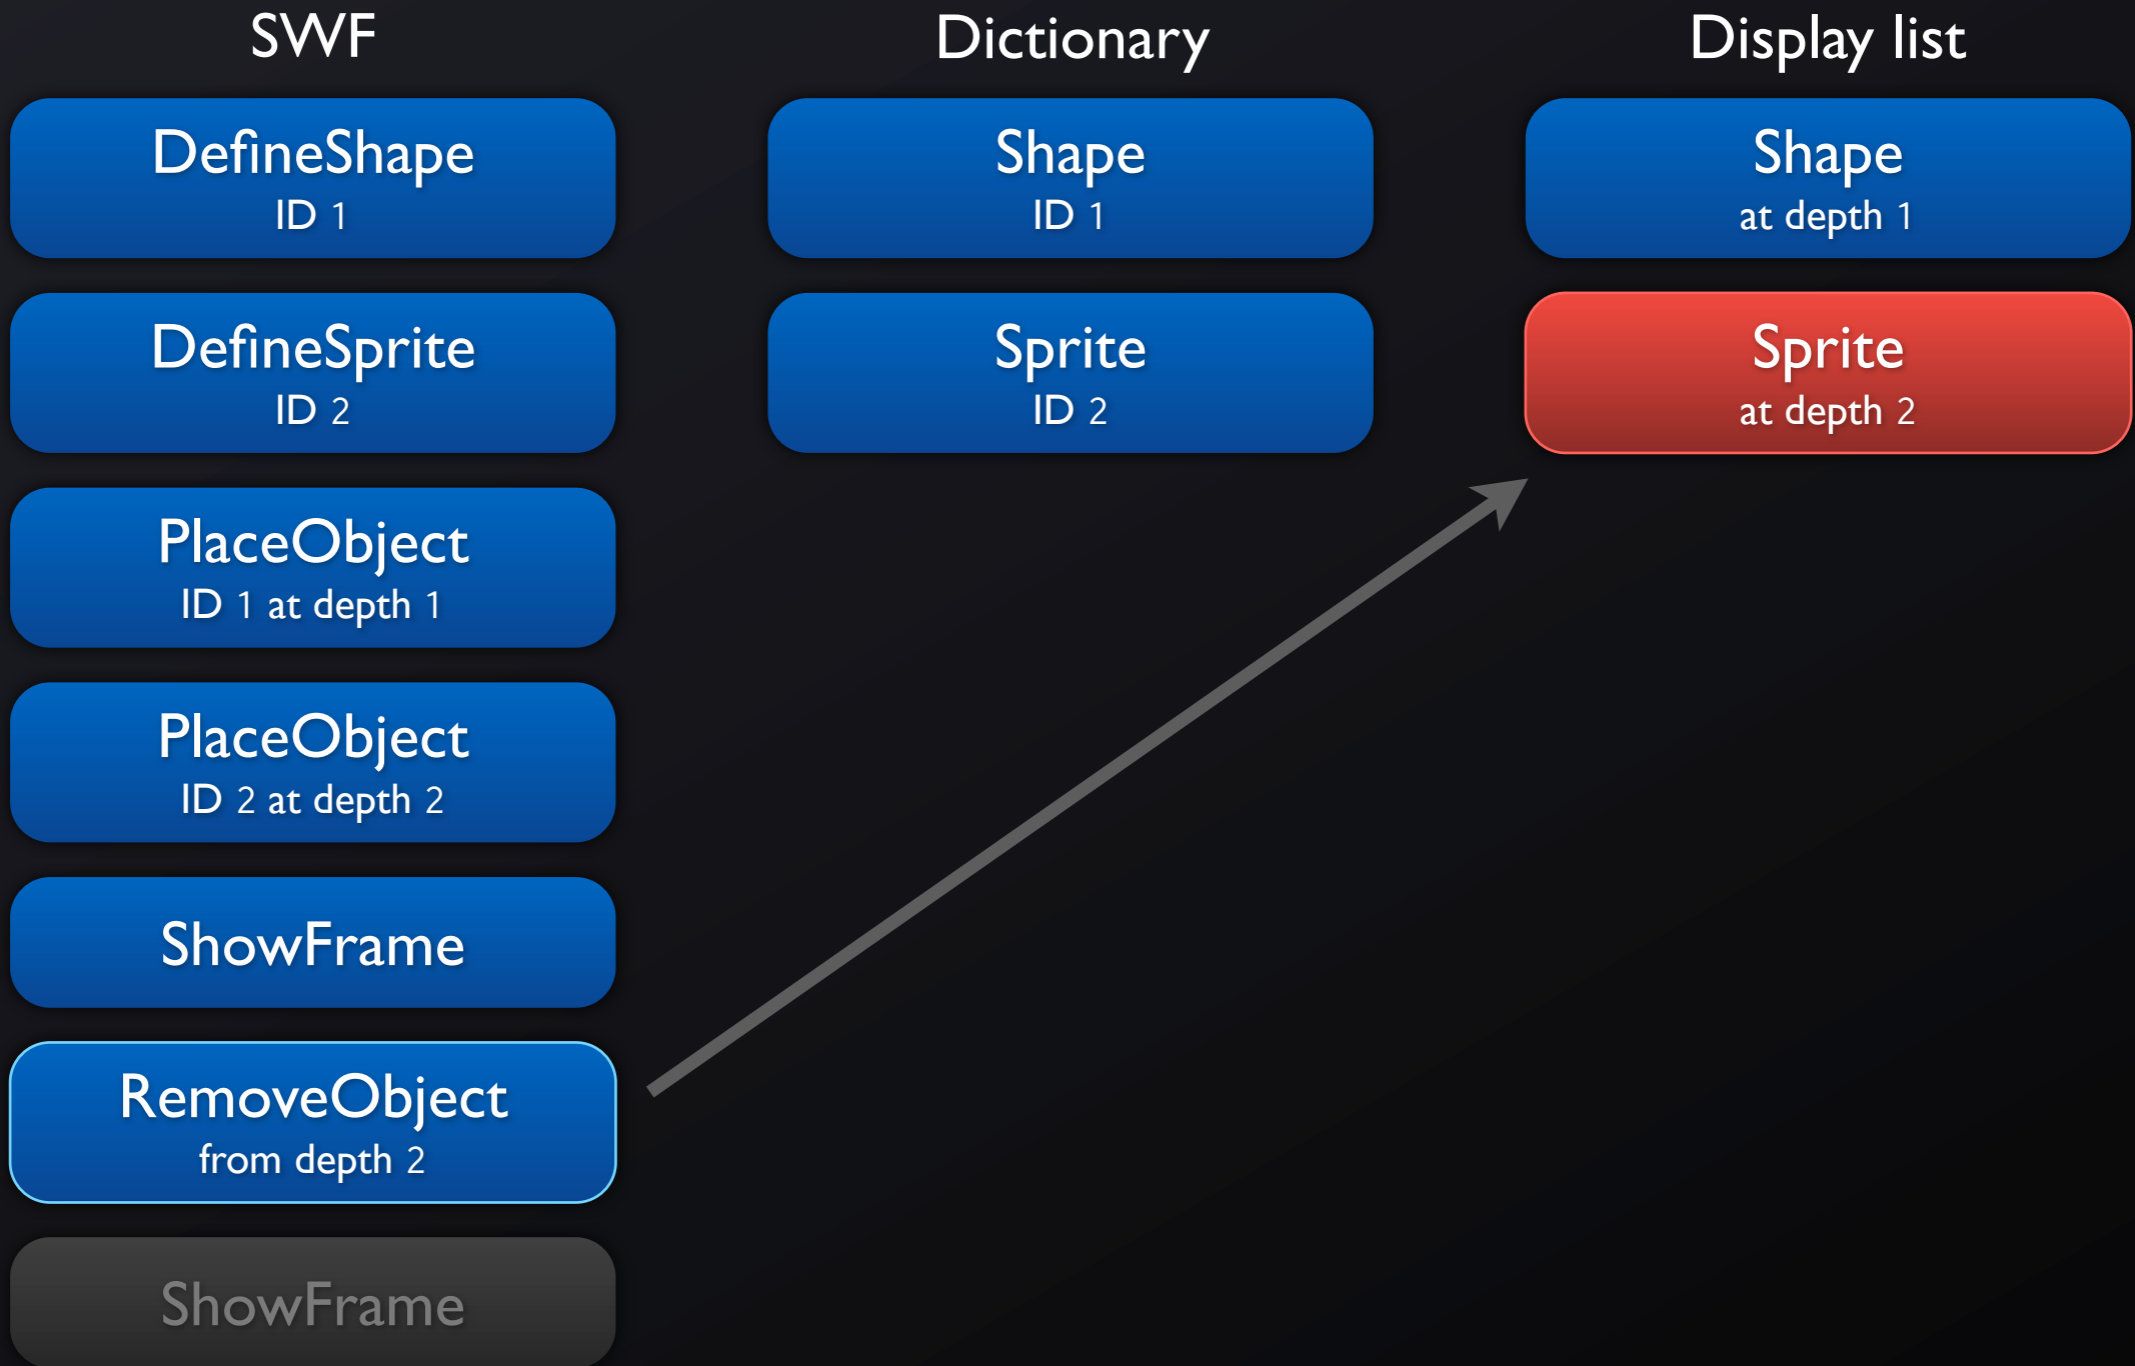 SWF
DefineShape
ID 1
DefineSprite
ID 2
PlaceObject
ID 1 at depth 1
PlaceObject
ID 2 at depth 2
ShowFrame
RemoveObject
from depth 2
ShowFrame
Dictionary
Shape
ID 1
Sprite
ID 2
Display list
Shape
at depth 1
Sprite
at depth 2